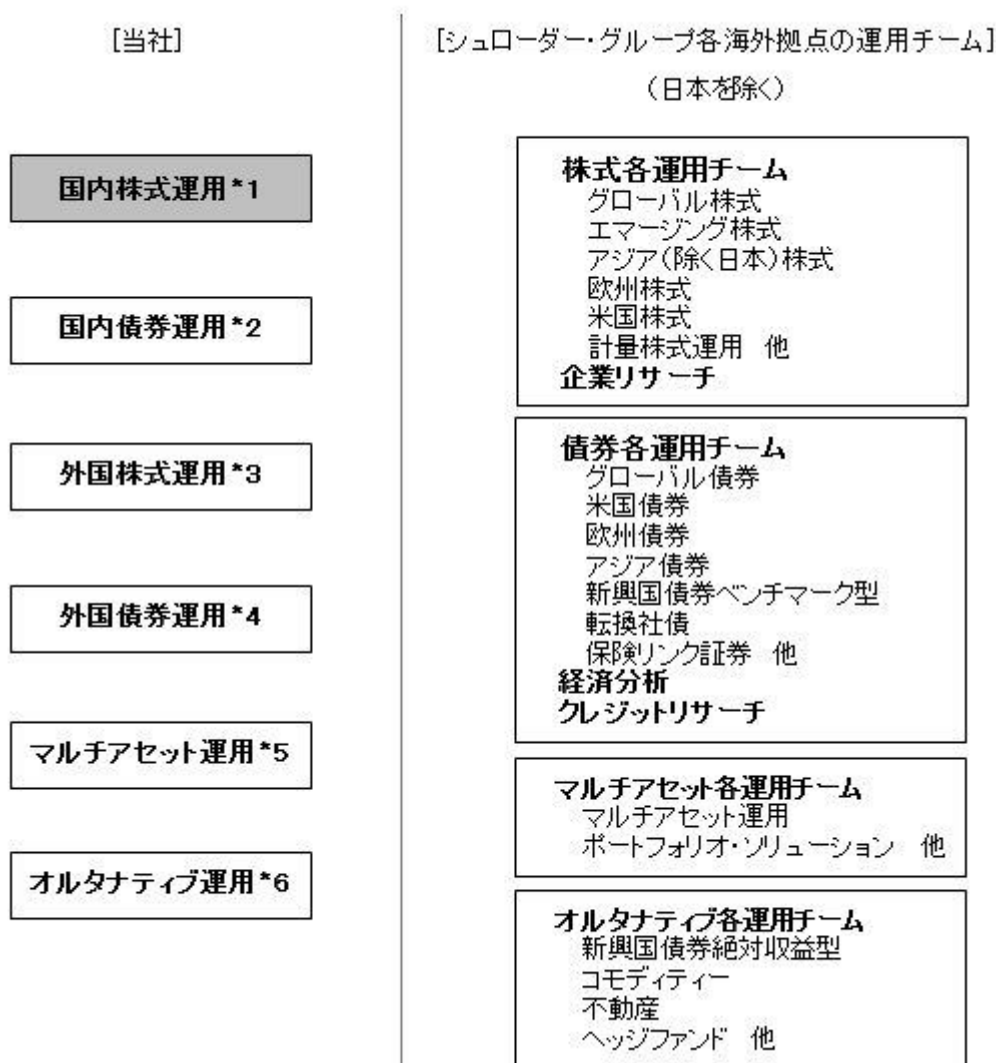 [当社]
国内株式運用*1
国内債券運用*2
外国株式運用*3
外国債券運用*4
マルチアセット運用*5
オルタナティブ運用*6
[シュローダー・グループ各海外拠点の運用チーム]
（日本を除く）
株式各運用チーム
グローバル株式
エマージング株式
アジア（除く日本）株式
欧州株式
米国株式
計量株式運用　他
企業リサーチ
債券各運用チーム
グローバル債券
米国債券
欧州債券
アジア債券
新興国債券ベンチマーク型
転換社債
保険リンク証券　他
経済分析
クレジットリサーチ
マルチアセット各運用チーム
マルチアセット運用
ポートフォリオ・ソリューション　他
オルタナティブ各運用チーム
新興国債券絶対収益型
コモディティー
不動産
ヘッジファンド　他